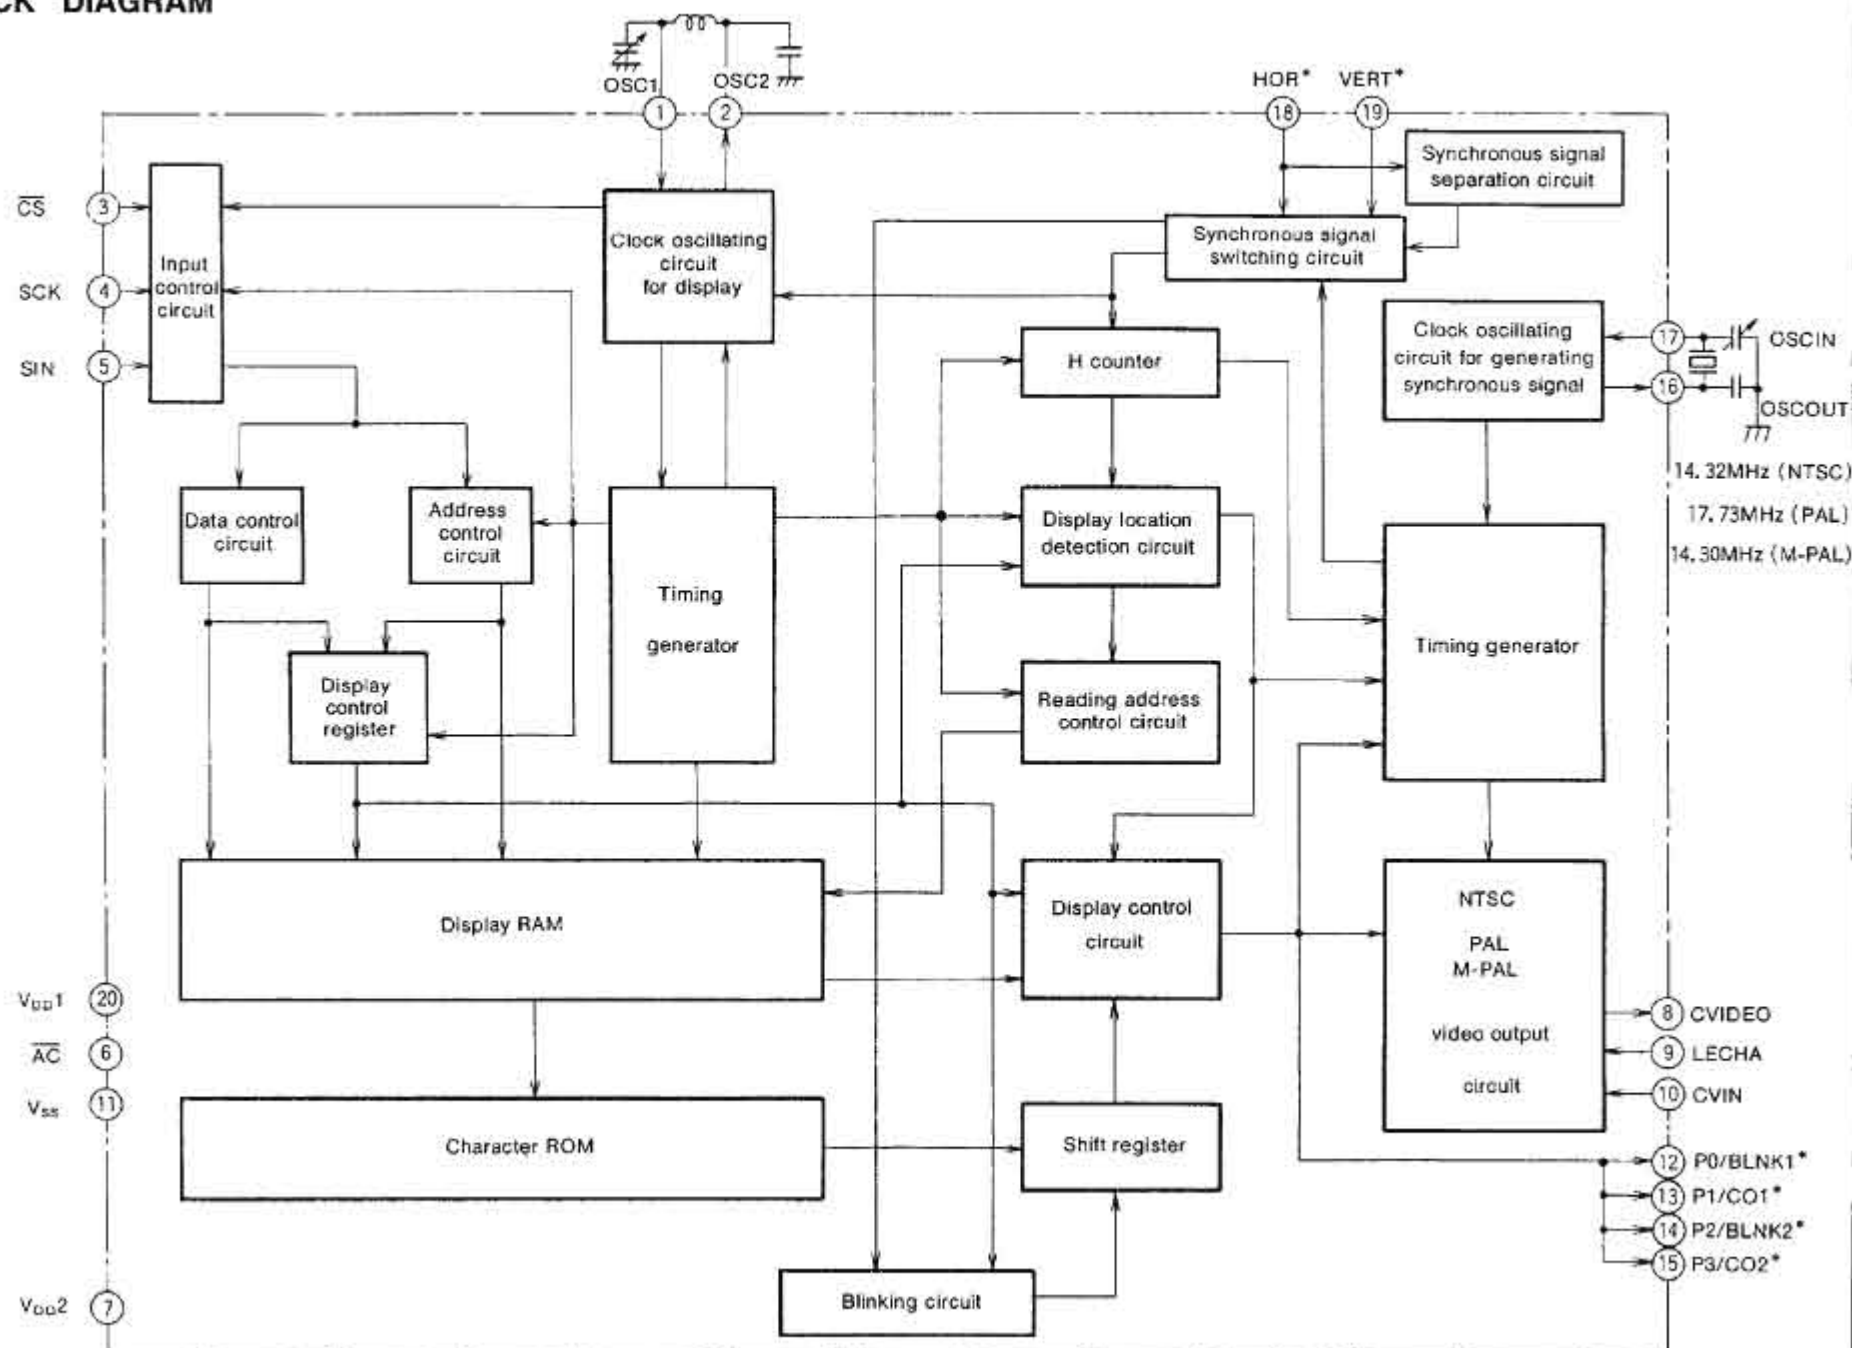 CK DIAGRAM
OSC1
OSC2
HOR*
VERT*
1
2
18
19
Synchronous signal
separation circuit
CS
3
Clock oscillating
circuit
for display
Synchronous signal
switching circuit
Input
control
circuit
SCK
4
SIN
5
H counter
Clock oscillating
circuit for generating
synchronous signal
17
OSCIN
16
OSCOUT
14.32MHz (NTSC)
17.73MHz (PAL)
14.30MHz (M-PAL)
Data control
circuit
Address
control
circuit
Timing
generator
Display location
detection circuit
Timing generator
Display
control
register
Reading address
control circuit
Display RAM
Display control
circuit
NTSC
PAL
M-PAL
video output
circuit
VDD1
20
AC
6
VSS
11
8
CVIDEO
9
LECHA
10
CVIN
Character ROM
Shift register
12
P0/BLNK1*
13
P1/CO1*
14
P2/BLNK2*
15
P3/CO2*
VDD2
7
Blinking circuit